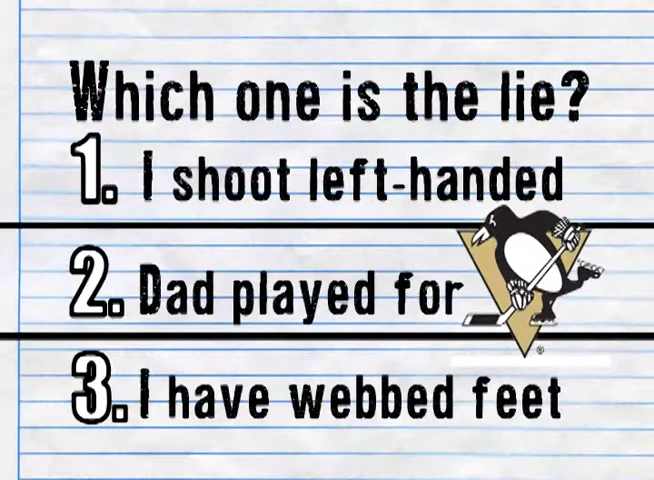 Which one is the lie?
1. I shoot left-handed
2. Dad played for
3. I have webbed feet